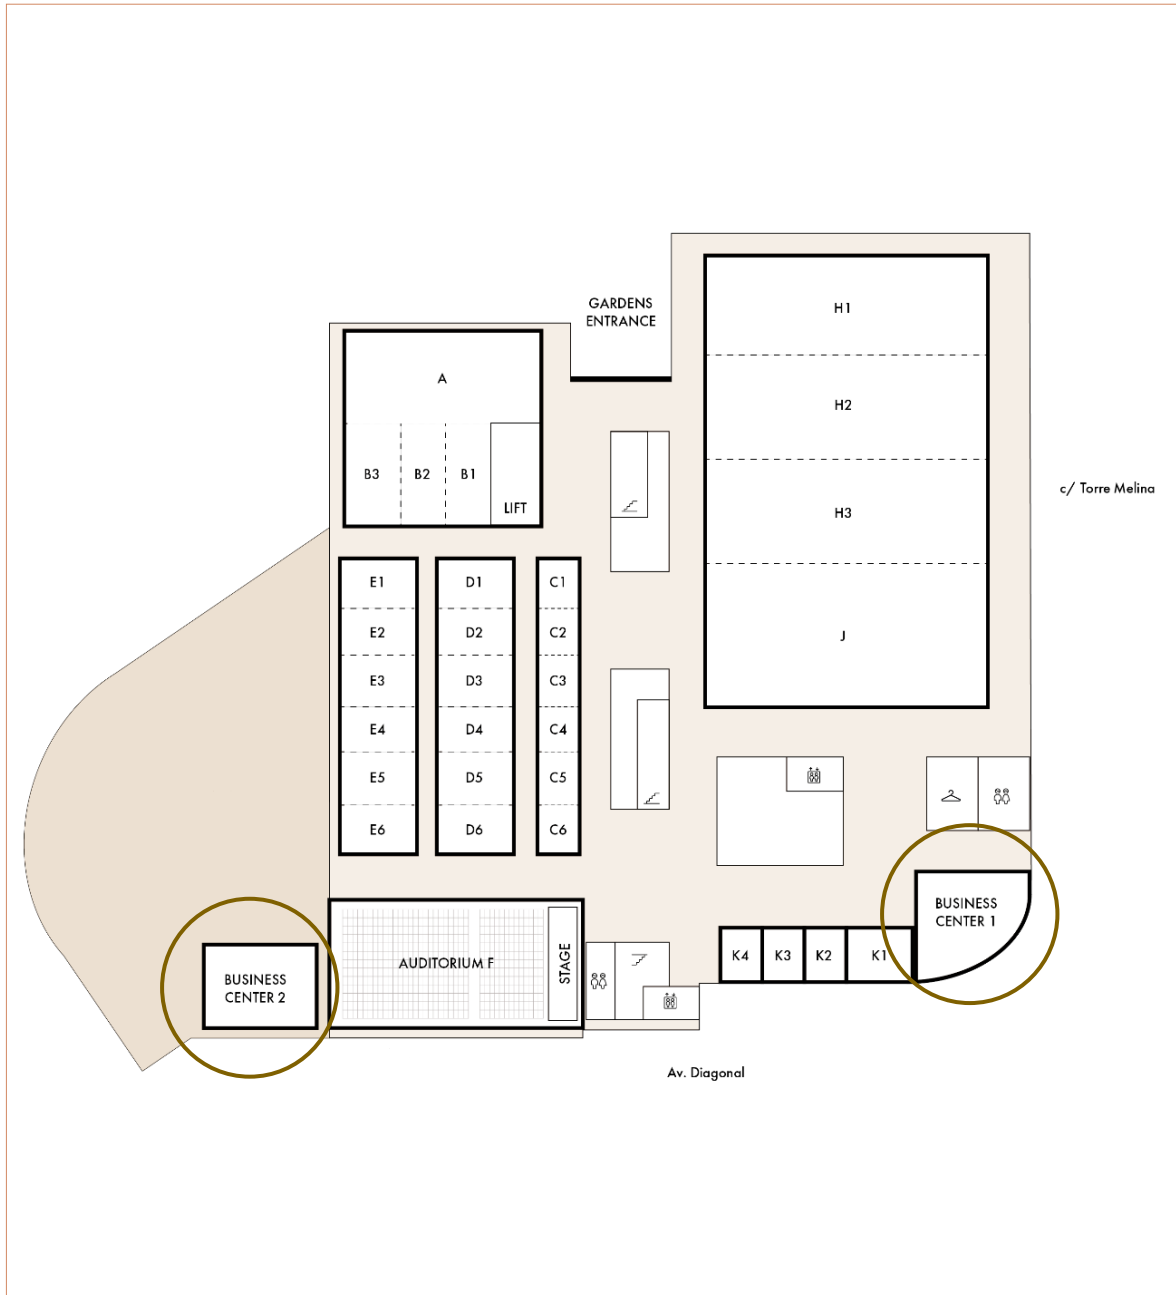 GARDENS
ENTRANCE
H1
A
H2
B3
B2
B1
LIFT
c/ Torre Melina
H3
E1
D1
C1
E2
D2
C2
J
E3
D3
C3
E4
D4
C4
E5
D5
C5
E6
D6
C6
BUSINESS
CENTER 1
AUDITORIUM F
STAGE
K4
K3
K2
K1
BUSINESS
CENTER 2
Av. Diagonal